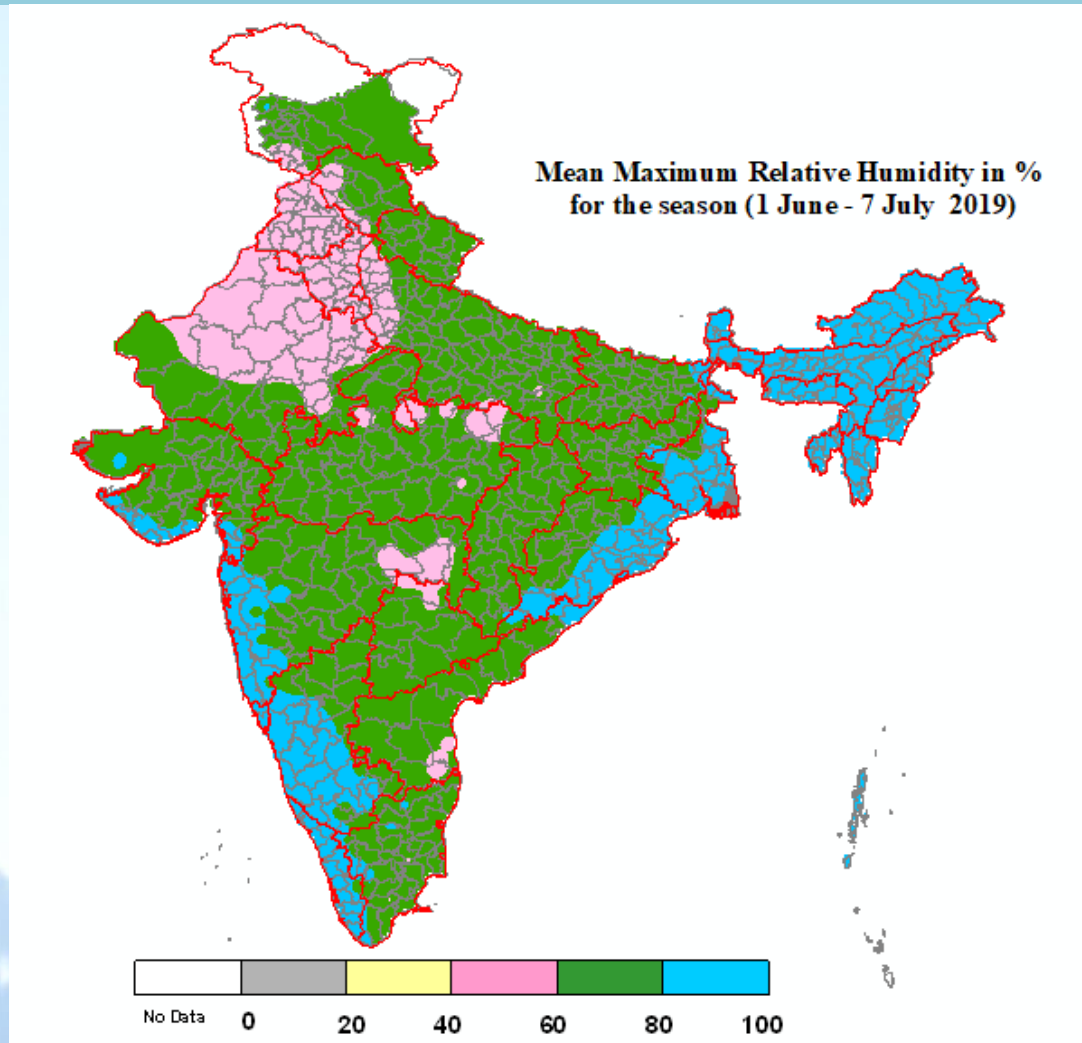 Mean Maximum Relative Humidity in %
for the season (1 June - 7 July 2019)
No Data 0 20 40 60 80 100